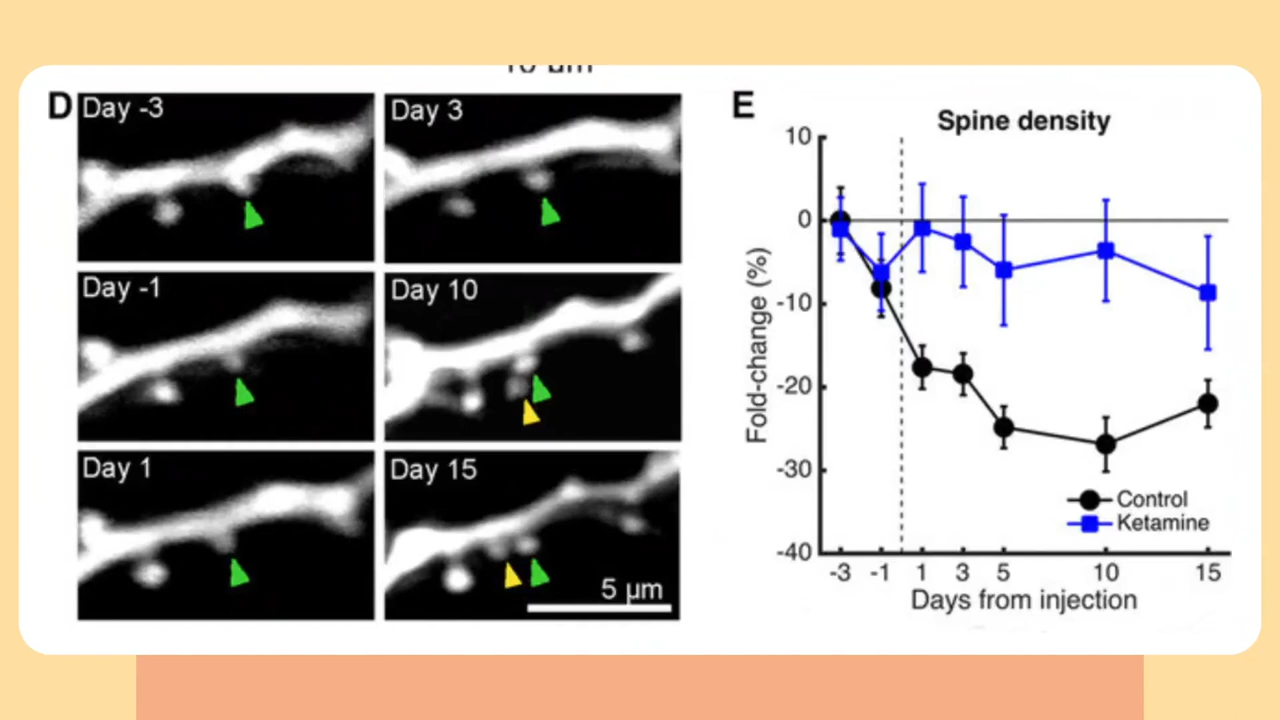 D
Day -3
Day 3
Day -1
Day 10
Day 1
Day 15
5 µm
E
Spine density
Fold-change (%)
10
0
-10
-20
-30
-40
Control
Ketamine
-3 -1 1 3 5 10 15
Days from injection